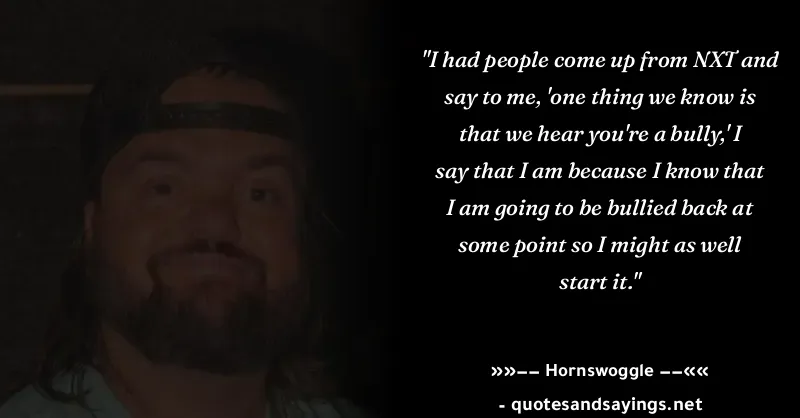 "I had people come up from NXT and
say to me, 'one thing we know is
that we hear you're a bully,' I
say that I am because I know that
I am going to be bullied back at
some point so I might as well
start it."
»»−− Hornswoggle −−««
- quotesandsayings.net